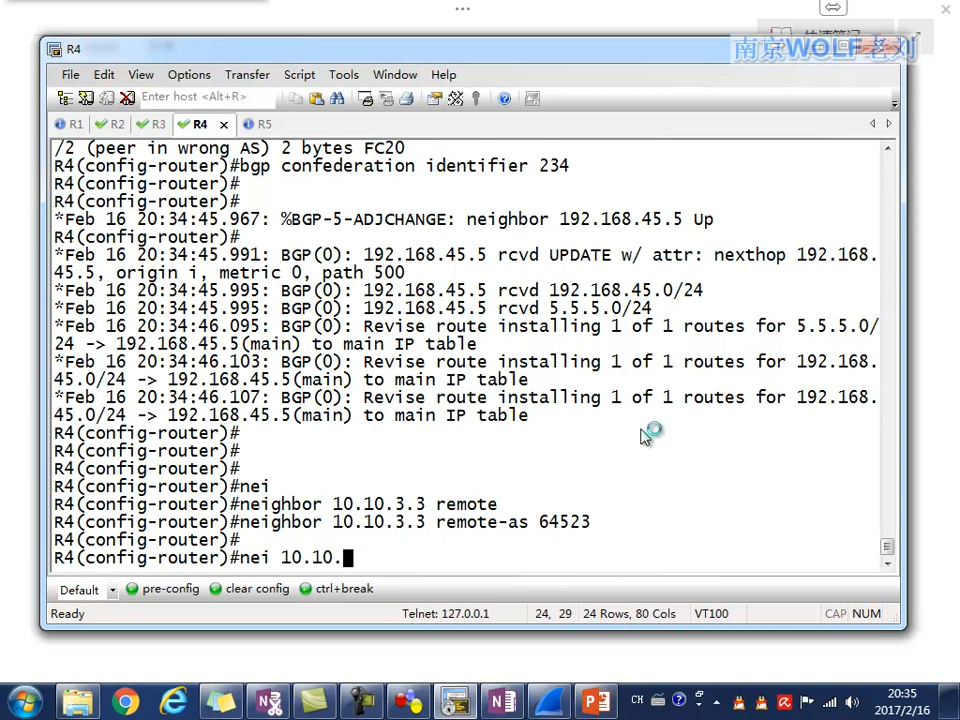 快速笔记
南京WOLF老刘
R4
File Edit View Options Transfer Script Tools Window Help
Enter host <Alt+R>
R1 R2 R3 R4 x R5
/2 (peer in wrong AS) 2 bytes FC20
R4(config-router)#bgp confederation identifier 234
R4(config-router)#
R4(config-router)#
*Feb 16 20:34:45.967: %BGP-5-ADJCHANGE: neighbor 192.168.45.5 Up
R4(config-router)#
*Feb 16 20:34:45.991: BGP(0): 192.168.45.5 rcvd UPDATE w/ attr: nexthop 192.168.
45.5, origin i, metric 0, path 500
*Feb 16 20:34:45.995: BGP(0): 192.168.45.5 rcvd 192.168.45.0/24
*Feb 16 20:34:45.995: BGP(0): 192.168.45.5 rcvd 5.5.5.0/24
*Feb 16 20:34:46.095: BGP(0): Revise route installing 1 of 1 routes for 5.5.5.0/
24 -> 192.168.45.5(main) to main IP table
*Feb 16 20:34:46.103: BGP(0): Revise route installing 1 of 1 routes for 192.168.
45.0/24 -> 192.168.45.5(main) to main IP table
*Feb 16 20:34:46.107: BGP(0): Revise route installing 1 of 1 routes for 192.168.
45.0/24 -> 192.168.45.5(main) to main IP table
R4(config-router)#
R4(config-router)#
R4(config-router)#
R4(config-router)#nei
R4(config-router)#neighbor 10.10.3.3 remote
R4(config-router)#neighbor 10.10.3.3 remote-as 64523
R4(config-router)#
R4(config-router)#nei 10.10.
Default pre-config clear config ctrl+break
Ready Telnet: 127.0.0.1 24, 29 24 Rows, 80 Cols VT100 CAP NUM
CH 20:35
2017/2/16